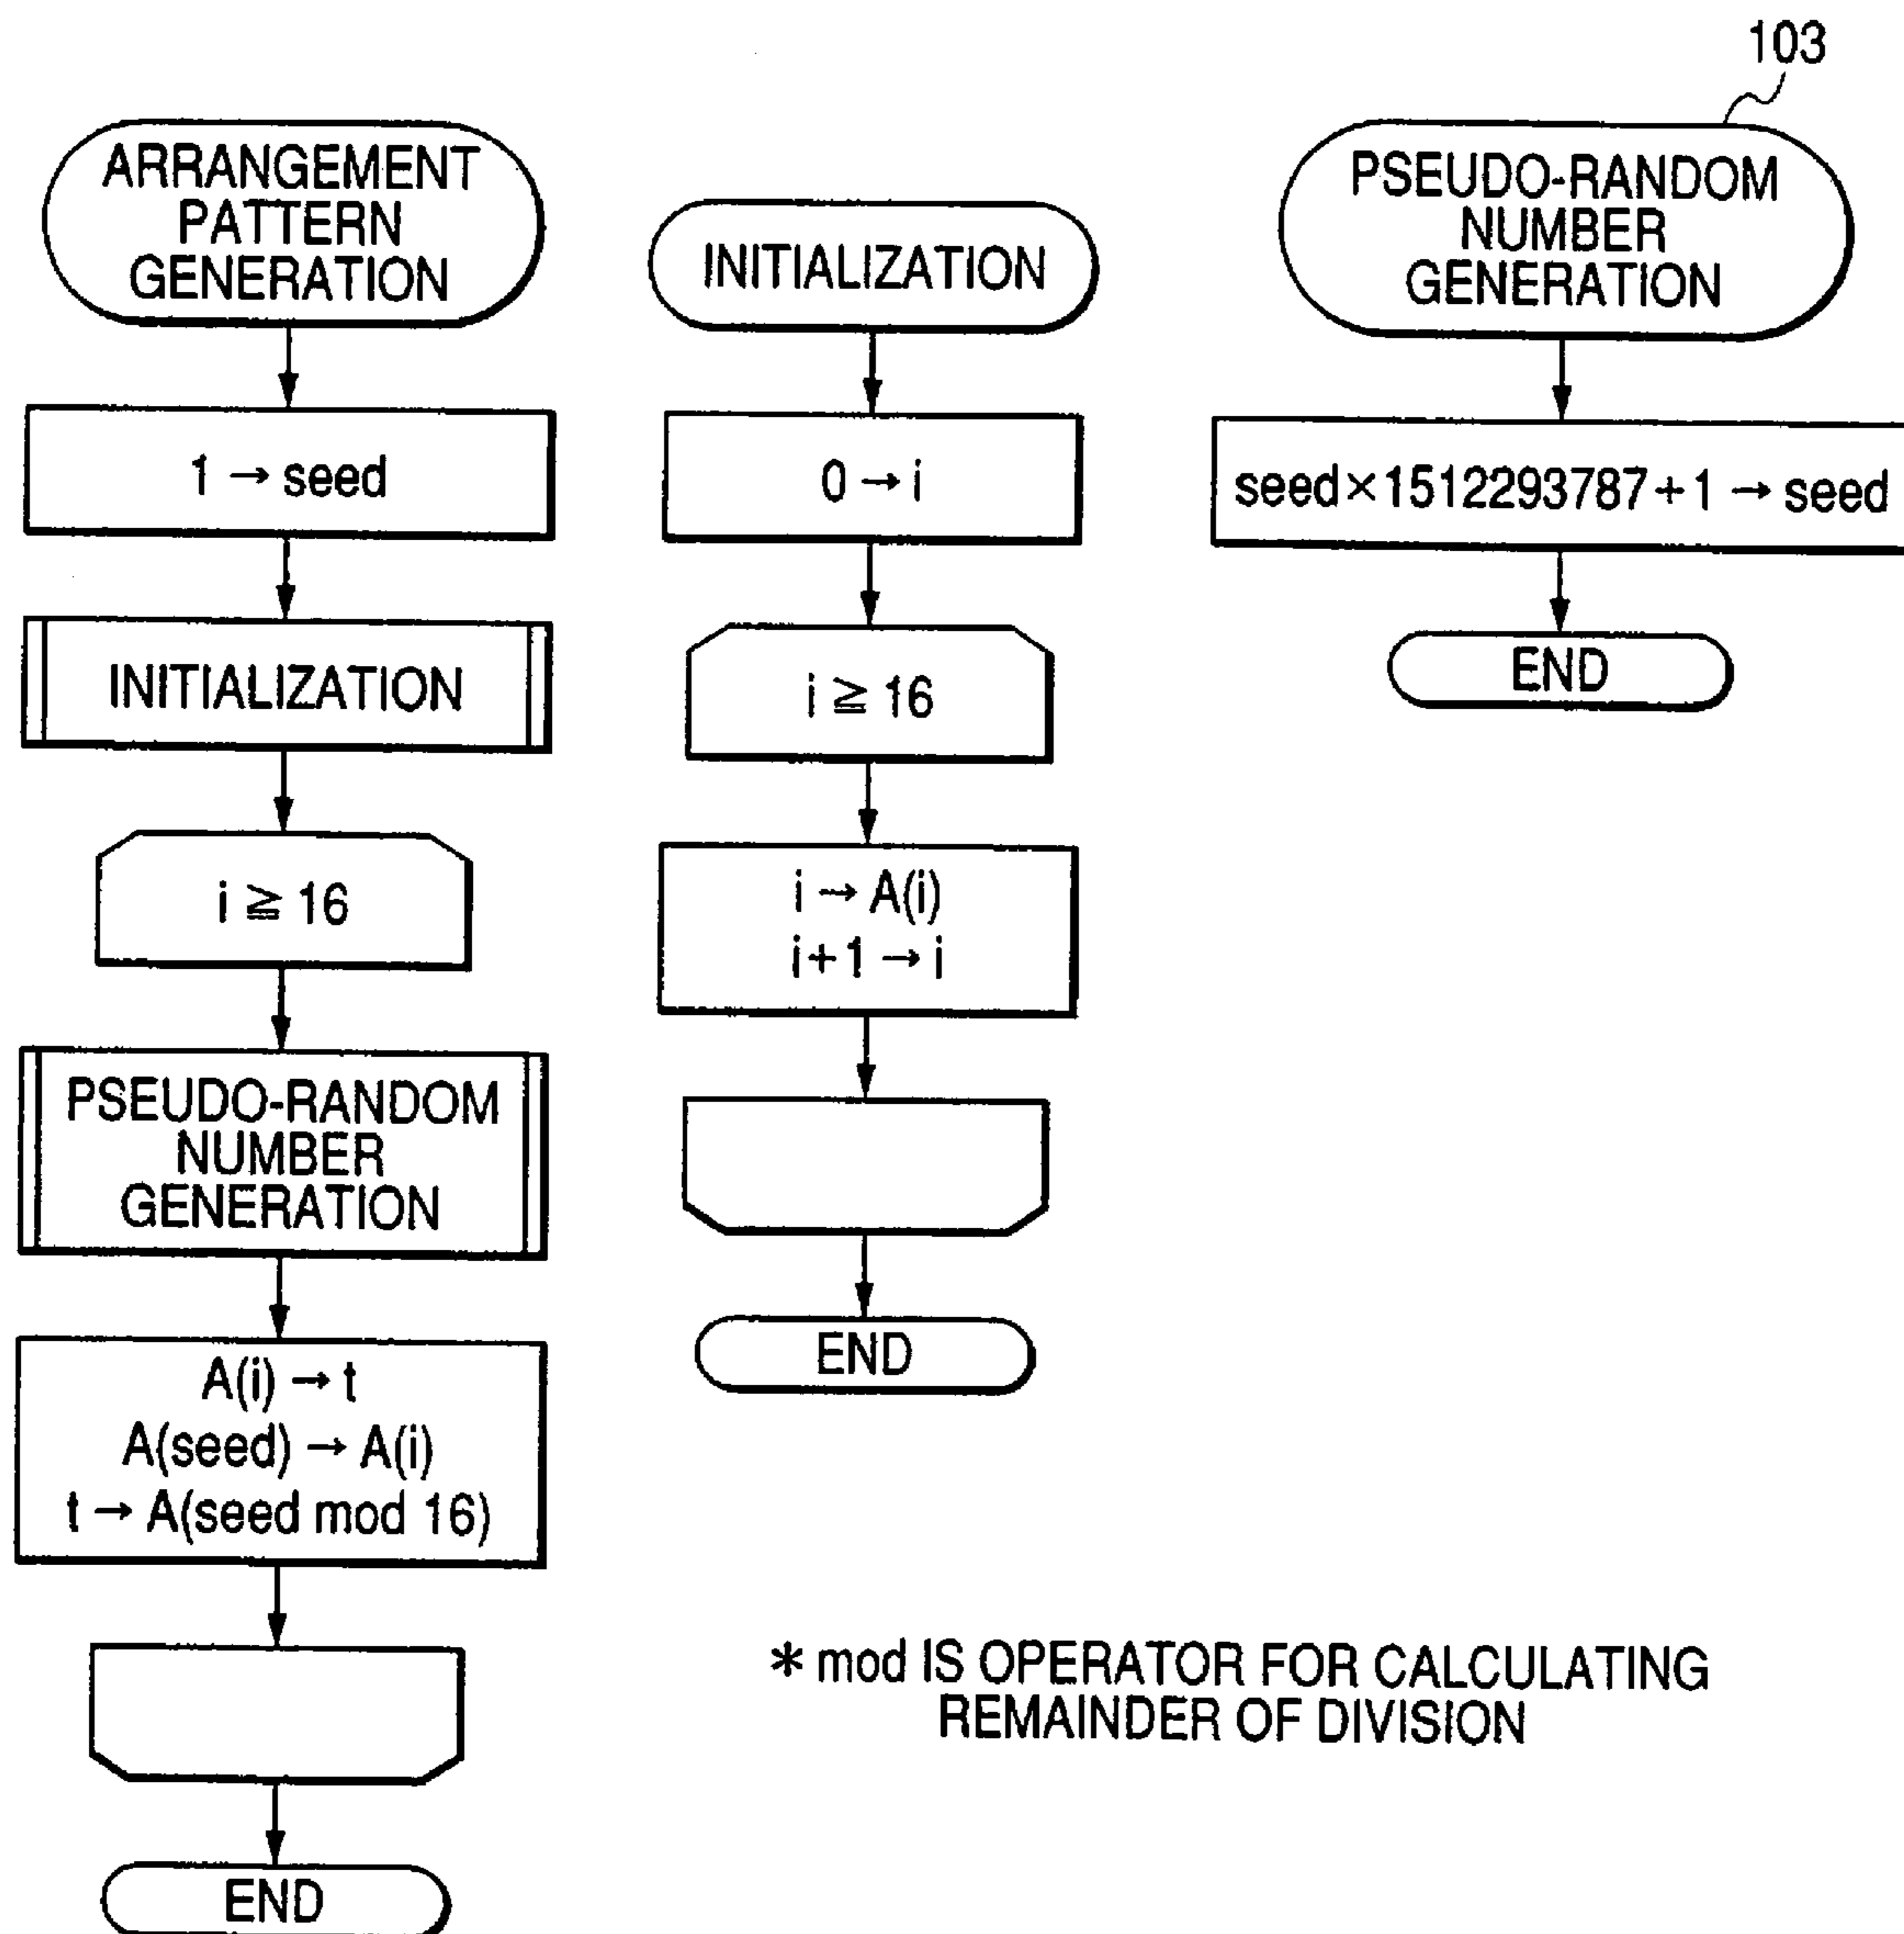 103
ARRANGEMENT
PATTERN
GENERATION
1 → seed
INITIALIZATION
i ≧ 16
PSEUDO-RANDOM
NUMBER
GENERATION
A(i) → t
A(seed) → A(i)
t → A(seed mod 16)
END
INITIALIZATION
0 → i
i ≧ 16
i → A(i)
i+1 → i
END
PSEUDO-RANDOM
NUMBER
GENERATION
seed×1512293787+1 → seed
END
* mod IS OPERATOR FOR CALCULATING
REMAINDER OF DIVISION